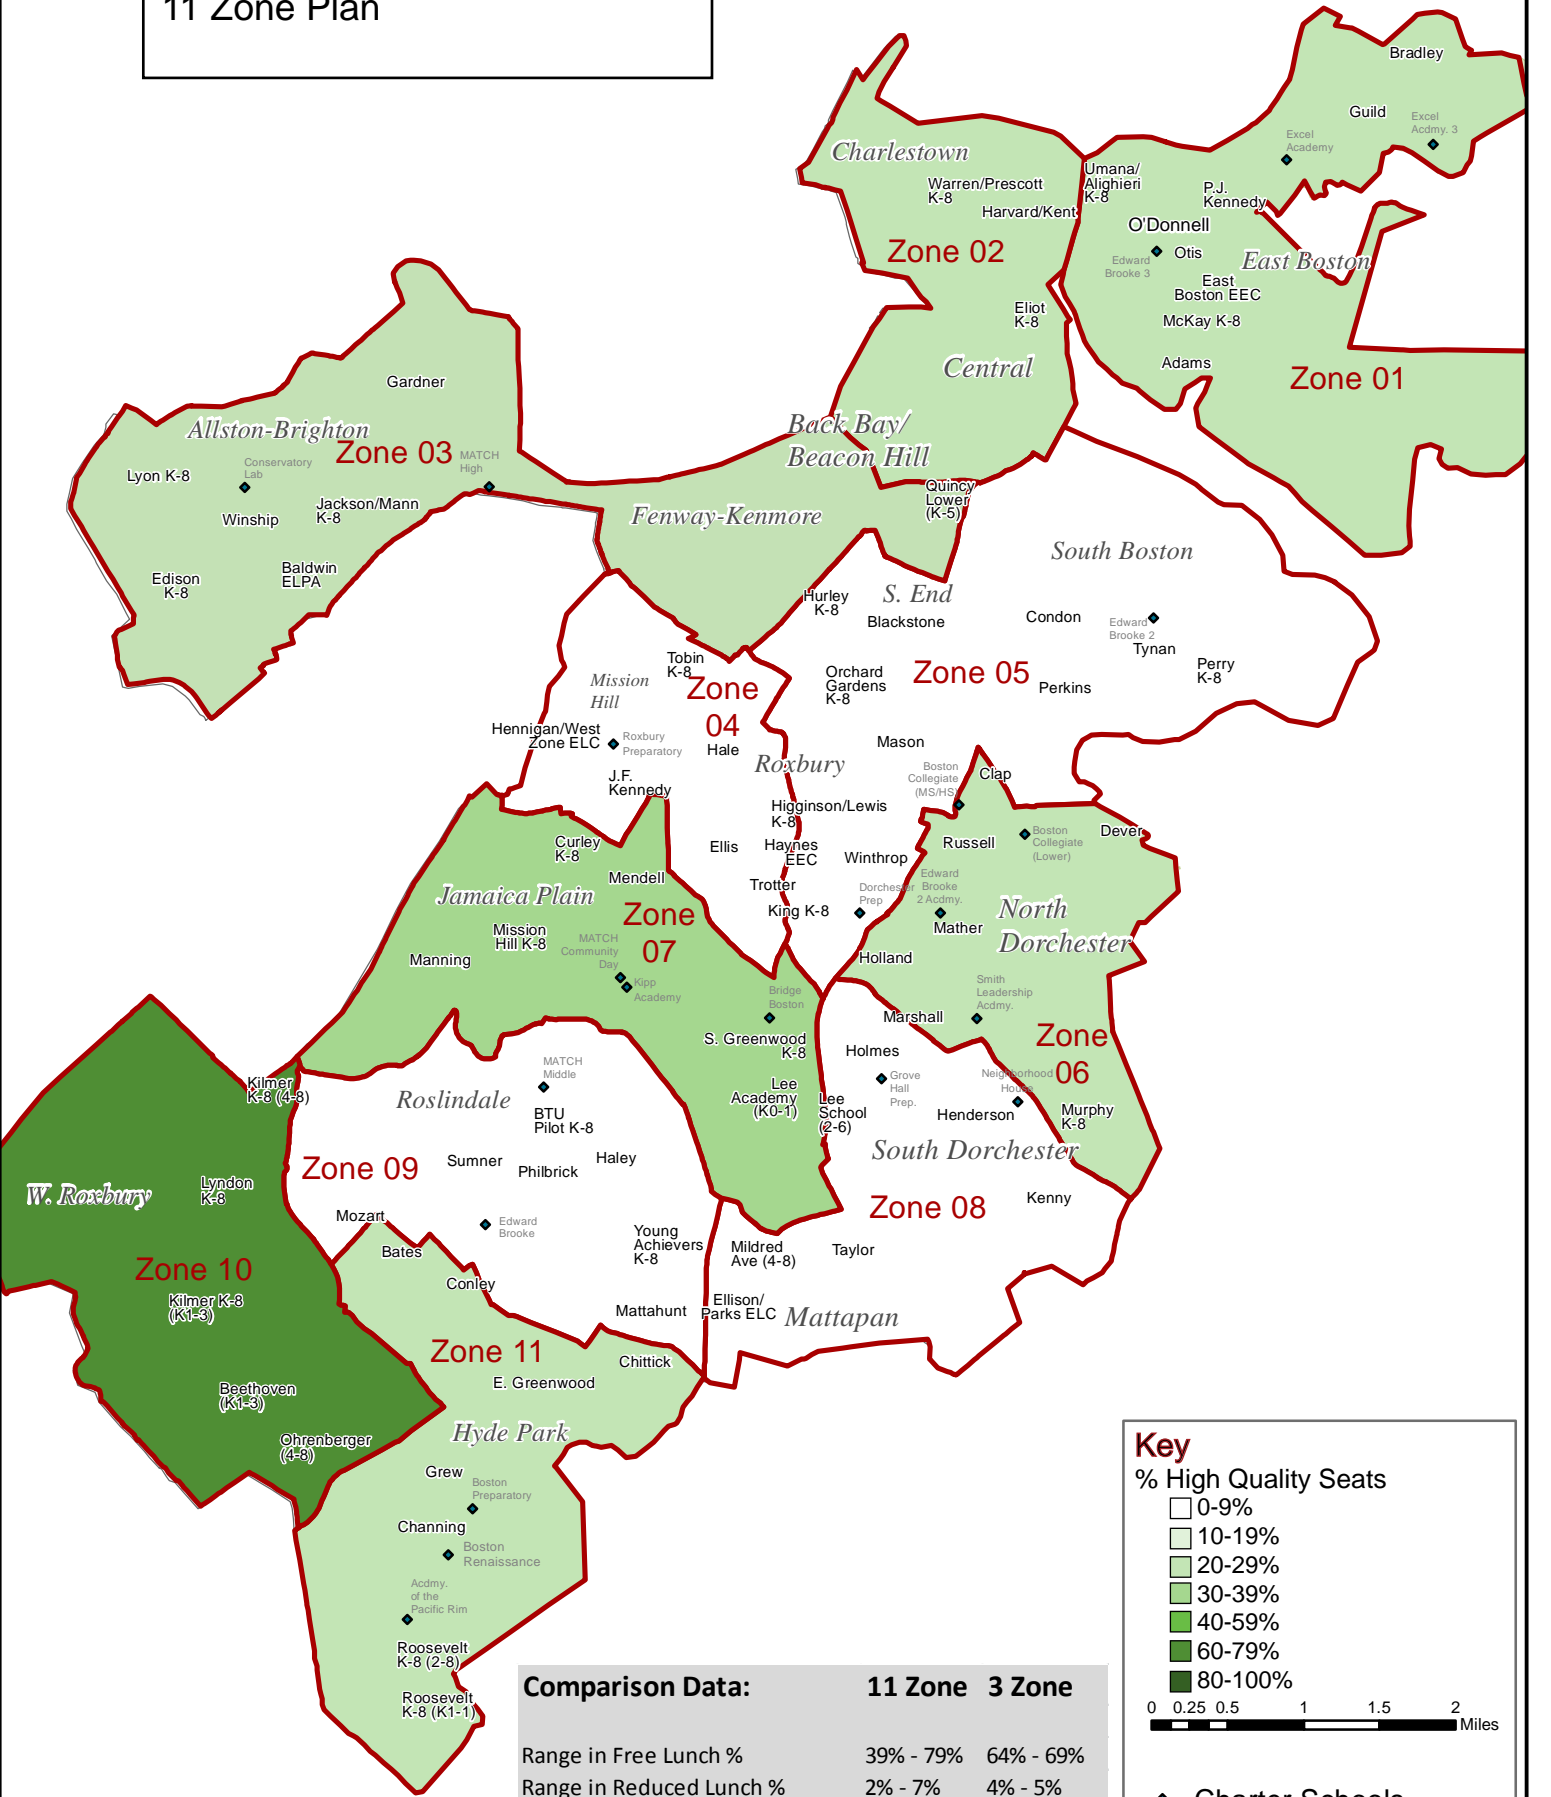 11 Zone Plan
Bradley
Guild
Excel
Acdmy. 3
Excel
Academy
Charlestown
Umana/
Alighieri
K-8
Warren/Prescott
K-8
P.J.
Kennedy
Harvard/Kent
O'Donnell
Zone 02
Otis
Edward
Brooke 3
East Boston
East
Boston EEC
Eliot
K-8
McKay K-8
Central
Adams
Zone 01
Gardner
Allston-Brighton
Zone 03
Back Bay/
Beacon Hill
Conservatory
Lab
MATCH
High
Lyon K-8
Jackson/Mann
K-8
Winship
Quincy
Lower
(K-5)
Fenway-Kenmore
South Boston
Baldwin
ELPA
Edison
K-8
Hurley
K-8
S. End
Blackstone
Condon
Edward
Brooke 2
Tynan
Tobin
K-8
Perry
K-8
Orchard
Gardens
K-8
Zone 05
Perkins
Mission
Hill
Zone
04
Hennigan/West
Zone ELC
Roxbury
Preparatory
Hale
Mason
Roxbury
J.F.
Kennedy
Boston
Collegiate
(MS/HS)
Clap
Higginson/Lewis
K-8
Boston
Collegiate
(Lower)
Dever
Russell
Curley
K-8
Ellis
Haynes
EEC
Winthrop
Mendell
Trotter
Dorchester
Prep
Edward
Brooke
2 Acdmy.
Jamaica Plain
Zone
07
King K-8
North
Dorchester
Mather
Mission
Hill K-8
MATCH
Community
Day
Manning
Holland
Kipp
Academy
Bridge
Boston
Smith
Leadership
Acdmy.
Marshall
S. Greenwood
K-8
Holmes
Zone
06
MATCH
Middle
Grove
Hall
Prep.
Neighborhood
House
Kilmer
K-8 (4-8)
Lee
Academy
(K0-1)
Lee
School
(2-6)
Roslindale
BTU
Pilot K-8
Henderson
Murphy
K-8
South Dorchester
Zone 09
Sumner
Philbrick
Haley
W. Roxbury
Lyndon
K-8
Kenny
Zone 08
Mozart
Edward
Brooke
Bates
Young
Achievers
K-8
Mildred
Ave (4-8)
Taylor
Zone 10
Conley
Kilmer K-8
(K1-3)
Mattahunt
Ellison/
Parks ELC
Mattapan
Zone 11
Chittick
E. Greenwood
Beethoven
(K1-3)
Hyde Park
Ohrenberger
(4-8)
Grew
Boston
Preparatory
Channing
Boston
Renaissance
Acdmy.
of the
Pacific Rim
Roosevelt
K-8 (2-8)
Roosevelt
K-8 (K1-1)
Key
% High Quality Seats
0-9%
10-19%
20-29%
30-39%
40-59%
60-79%
80-100%
0 0.25 0.5 1 1.5 2
Miles
Charter Schools
Comparison Data: 11 Zone 3 Zone
Range in Free Lunch % 39% - 79% 64% - 69%
Range in Reduced Lunch % 2% - 7% 4% - 5%